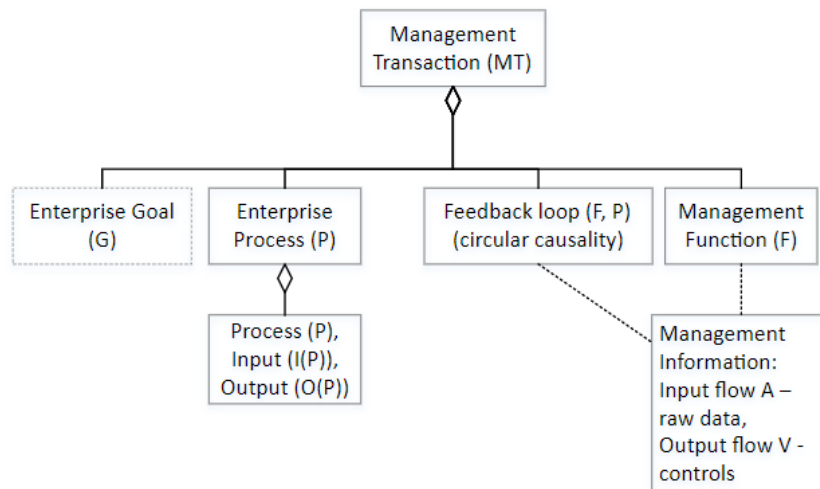 Management
Transaction (MT)
Enterprise Goal
(G)
Enterprise
Process (P)
Feedback loop (F, P)
(circular causality)
Management
Function (F)
Process (P),
Input (I(P)),
Output (O(P))
Management
Information:
Input flow A –
raw data,
Output flow V -
controls